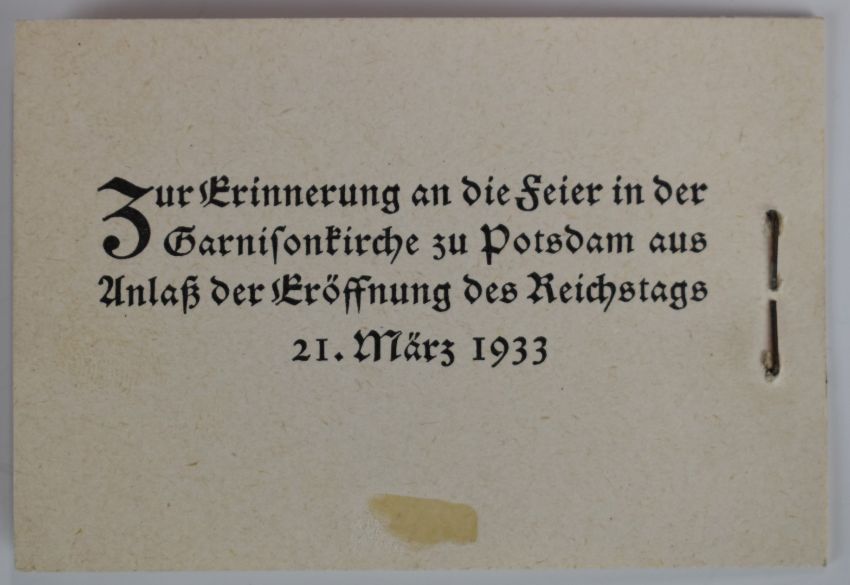 Zur Erinnerung an die Feier in der
Garniſonkirche zu Potsdam aus
Anlaß der Eröffnung des Reichstags
21. März 1933